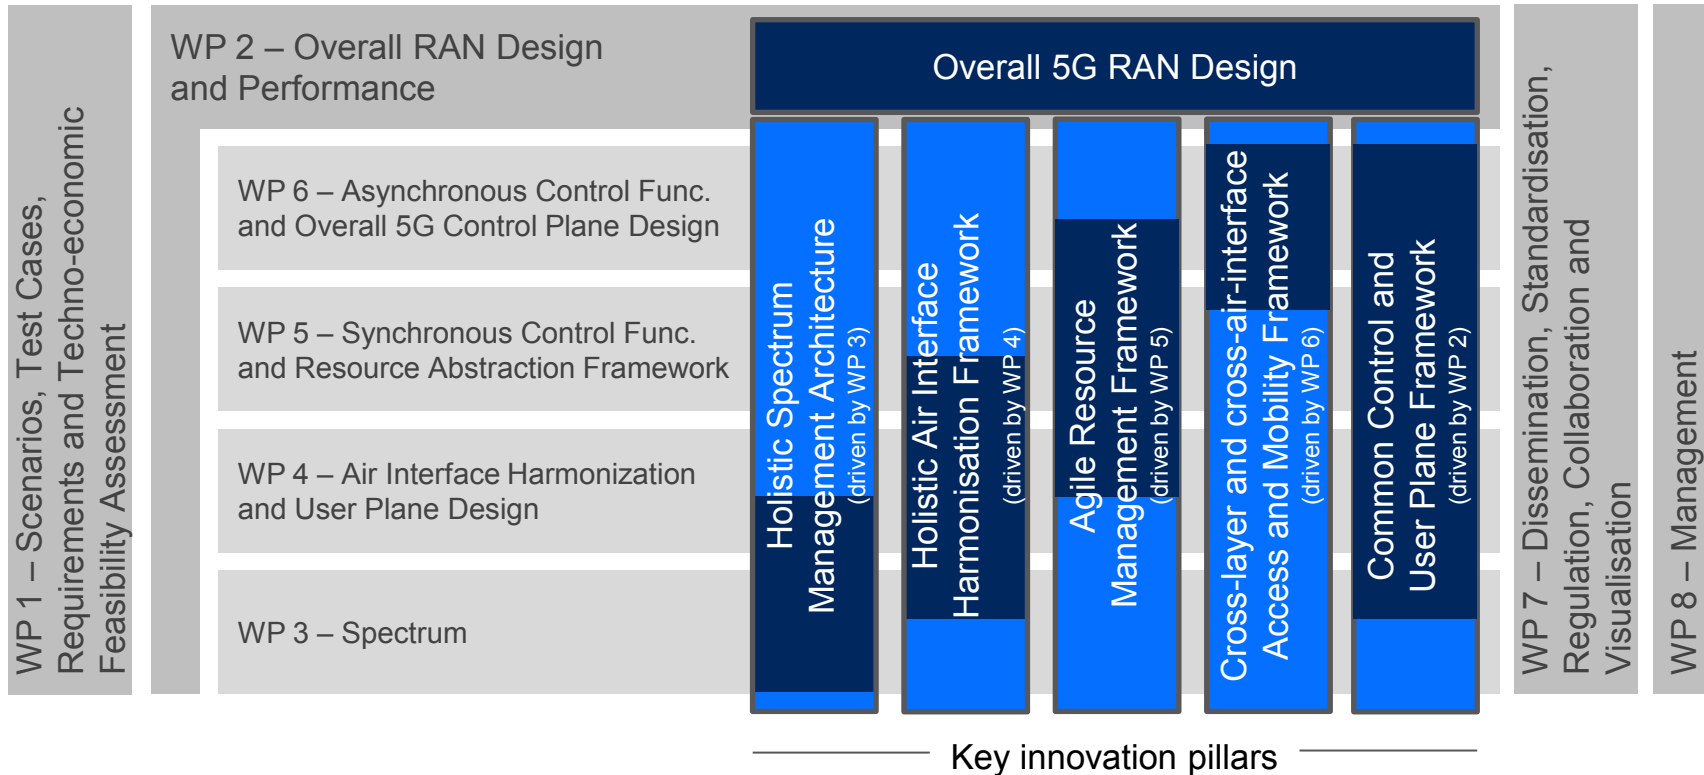 WP 1 – Scenarios, Test Cases,
Requirements and Techno-economic
Feasibility Assessment
WP 2 – Overall RAN Design
and Performance
Overall 5G RAN Design
WP 6 – Asynchronous Control Func.
and Overall 5G Control Plane Design
WP 5 – Synchronous Control Func.
and Resource Abstraction Framework
WP 4 – Air Interface Harmonization
and User Plane Design
WP 3 – Spectrum
Holistic Spectrum
Management Architecture
(driven by WP 3)
Holistic Air Interface
Harmonisation Framework
(driven by WP 4)
Agile Resource
Management Framework
(driven by WP 5)
Cross-layer and cross-air-interface
Access and Mobility Framework
(driven by WP 6)
Common Control and
User Plane Framework
(driven by WP 2)
WP 7 – Dissemination, Standardisation,
Regulation, Collaboration and
Visualisation
WP 8 – Management
Key innovation pillars